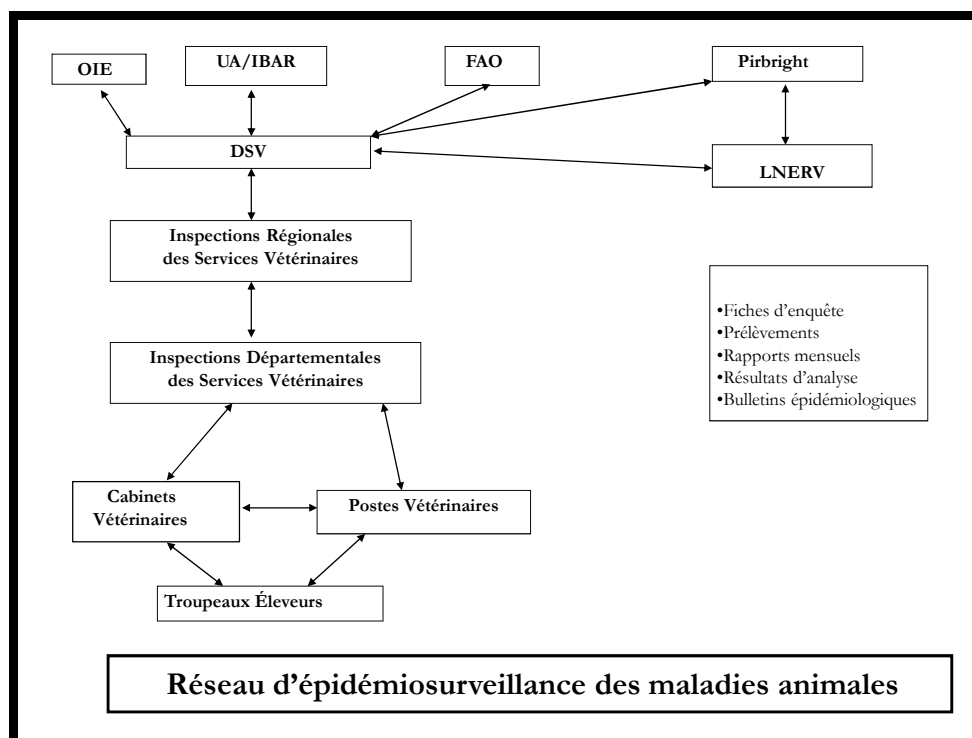 OIE
UA/IBAR
FAO
Pirbright
DSV
LNERV
Inspections Régionales
des Services Vétérinaires
•Fiches d'enquête
•Prélèvements
•Rapports mensuels
•Résultats d'analyse
•Bulletins épidémiologiques
Inspections Départementales
des Services Vétérinaires
Cabinets
Vétérinaires
Postes Vétérinaires
Troupeaux Éleveurs
Réseau d'épidémiosurveillance des maladies animales